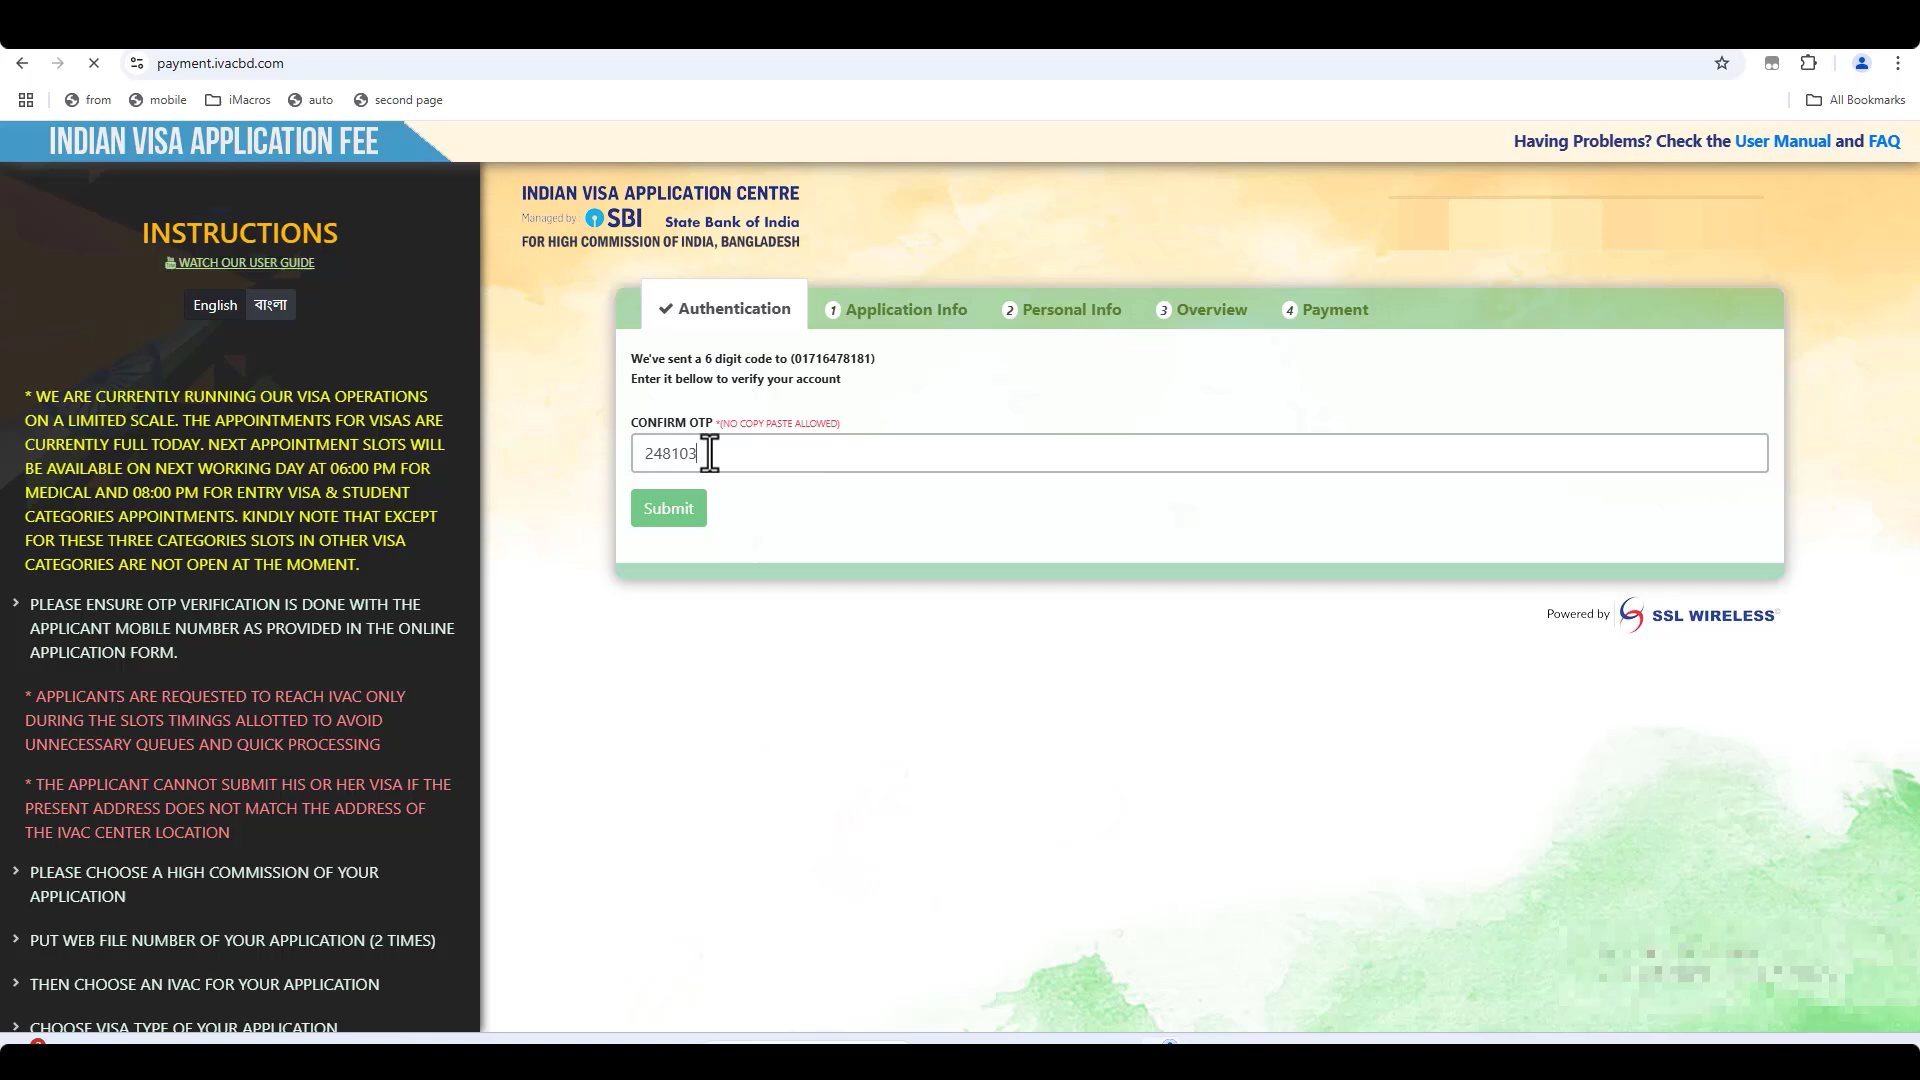 payment.ivacbd.com
from
mobile
iMacros
auto
second page
All Bookmarks
INDIAN VISA APPLICATION FEE
Having Problems? Check the User Manual and FAQ
INSTRUCTIONS
WATCH OUR USER GUIDE
English
বাংলা
* WE ARE CURRENTLY RUNNING OUR VISA OPERATIONS
ON A LIMITED SCALE. THE APPOINTMENTS FOR VISAS ARE
CURRENTLY FULL TODAY. NEXT APPOINTMENT SLOTS WILL
BE AVAILABLE ON NEXT WORKING DAY AT 06:00 PM FOR
MEDICAL AND 08:00 PM FOR ENTRY VISA & STUDENT
CATEGORIES APPOINTMENTS. KINDLY NOTE THAT EXCEPT
FOR THESE THREE CATEGORIES SLOTS IN OTHER VISA
CATEGORIES ARE NOT OPEN AT THE MOMENT.
PLEASE ENSURE OTP VERIFICATION IS DONE WITH THE
APPLICANT MOBILE NUMBER AS PROVIDED IN THE ONLINE
APPLICATION FORM.
* APPLICANTS ARE REQUESTED TO REACH IVAC ONLY
DURING THE SLOTS TIMINGS ALLOTTED TO AVOID
UNNECESSARY QUEUES AND QUICK PROCESSING
* THE APPLICANT CANNOT SUBMIT HIS OR HER VISA IF THE
PRESENT ADDRESS DOES NOT MATCH THE ADDRESS OF
THE IVAC CENTER LOCATION
PLEASE CHOOSE A HIGH COMMISSION OF YOUR
APPLICATION
PUT WEB FILE NUMBER OF YOUR APPLICATION (2 TIMES)
THEN CHOOSE AN IVAC FOR YOUR APPLICATION
CHOOSE VISA TYPE OF YOUR APPLICATION
INDIAN VISA APPLICATION CENTRE
Managed by: SBI State Bank of India
FOR HIGH COMMISSION OF INDIA, BANGLADESH
Authentication
1 Application Info
2 Personal Info
3 Overview
4 Payment
We've sent a 6 digit code to (01716478181)
Enter it bellow to verify your account
CONFIRM OTP *(NO COPY PASTE ALLOWED)
248103
Submit
Powered by SSL WIRELESS